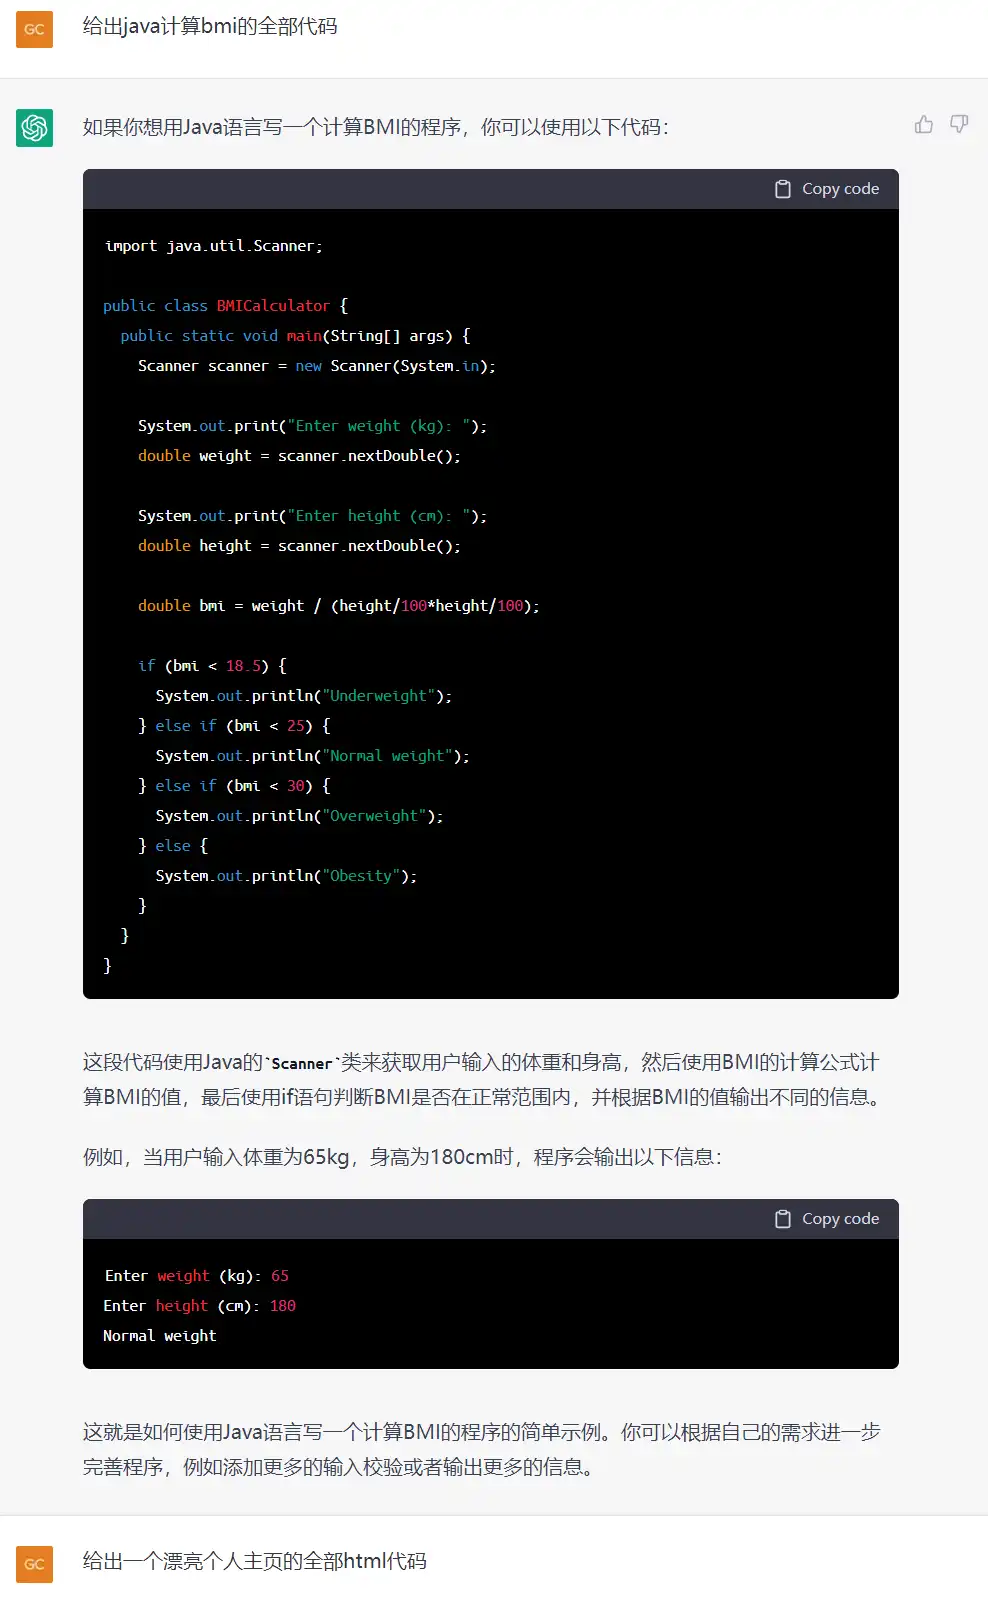 GC
给出java计算bmi的全部代码
如果你想用Java语言写一个计算BMI的程序，你可以使用以下代码：
Copy code
import java.util.Scanner;
public class BMICalculator {
  public static void main(String[] args) {
    Scanner scanner = new Scanner(System.in);
    System.out.print("Enter weight (kg): ");
    double weight = scanner.nextDouble();
    System.out.print("Enter height (cm): ");
    double height = scanner.nextDouble();
    double bmi = weight / (height/100*height/100);
    if (bmi < 18.5) {
      System.out.println("Underweight");
    } else if (bmi < 25) {
      System.out.println("Normal weight");
    } else if (bmi < 30) {
      System.out.println("Overweight");
    } else {
      System.out.println("Obesity");
    }
  }
}
这段代码使用Java的`Scanner`类来获取用户输入的体重和身高，然后使用BMI的计算公式计
算BMI的值，最后使用if语句判断BMI是否在正常范围内，并根据BMI的值输出不同的信息。
例如，当用户输入体重为65kg，身高为180cm时，程序会输出以下信息：
Copy code
Enter weight (kg): 65
Enter height (cm): 180
Normal weight
这就是如何使用Java语言写一个计算BMI的程序的简单示例。你可以根据自己的需求进一步
完善程序，例如添加更多的输入校验或者输出更多的信息。
GC
给出一个漂亮个人主页的全部html代码